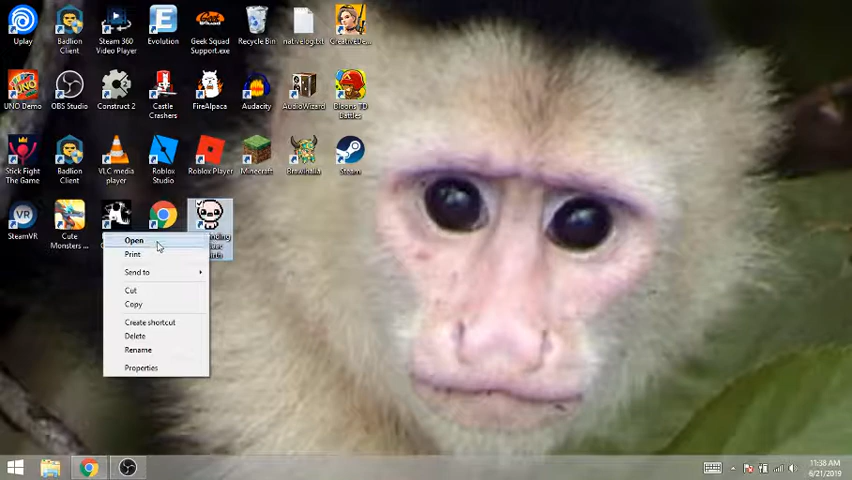 Uplay
Badlion
Client
Steam 360
Video Player
Evolution
Geek Squad
Support.exe
Recycle Bin
nativelog.txt
CreativeDe...
UNO Demo
OBS Studio
Construct 2
Castle
Crashers
FireAlpaca
Audacity
AudioWizard
Bloons TD
Battles
Stick Fight
The Game
Badlion
Client
VLC media
player
Roblox
Studio
Roblox Player
Minecraft
Brawlhalla
Steam
SteamVR
Cute
Monsters ...
Open
Print
Send to
Cut
Copy
Create shortcut
Delete
Rename
Properties
11:38 AM
6/21/2019